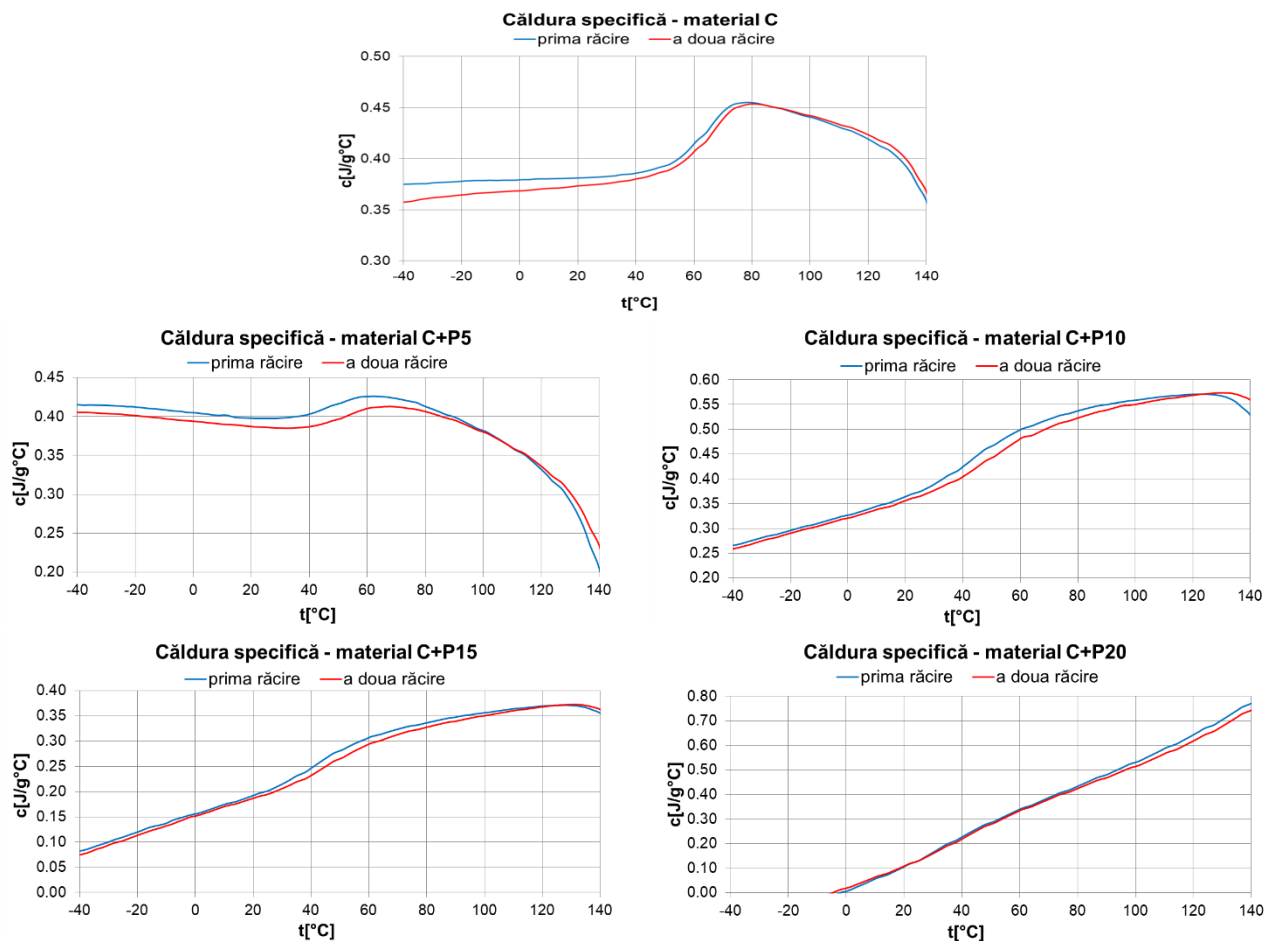 Căldura specifică - material C
prima răcire a doua răcire
0.50
0.45
0.40
0.35
0.30
c[J/g°C]
-40 -20 0 20 40 60 80 100 120 140
t[°C]
Căldura specifică - material C+P5
prima răcire a doua răcire
0.45
0.40
0.35
0.30
0.25
0.20
c[J/g°C]
-40 -20 0 20 40 60 80 100 120 140
t[°C]
Căldura specifică - material C+P10
prima răcire a doua răcire
0.60
0.55
0.50
0.45
0.40
0.35
0.30
0.25
0.20
c[J/g°C]
-40 -20 0 20 40 60 80 100 120 140
t[°C]
Căldura specifică - material C+P15
prima răcire a doua răcire
0.40
0.35
0.30
0.25
0.20
0.15
0.10
0.05
0.00
c[J/g°C]
-40 -20 0 20 40 60 80 100 120 140
t[°C]
Căldura specifică - material C+P20
prima răcire a doua răcire
0.80
0.70
0.60
0.50
0.40
0.30
0.20
0.10
0.00
c[J/g°C]
-40 -20 0 20 40 60 80 100 120 140
t[°C]